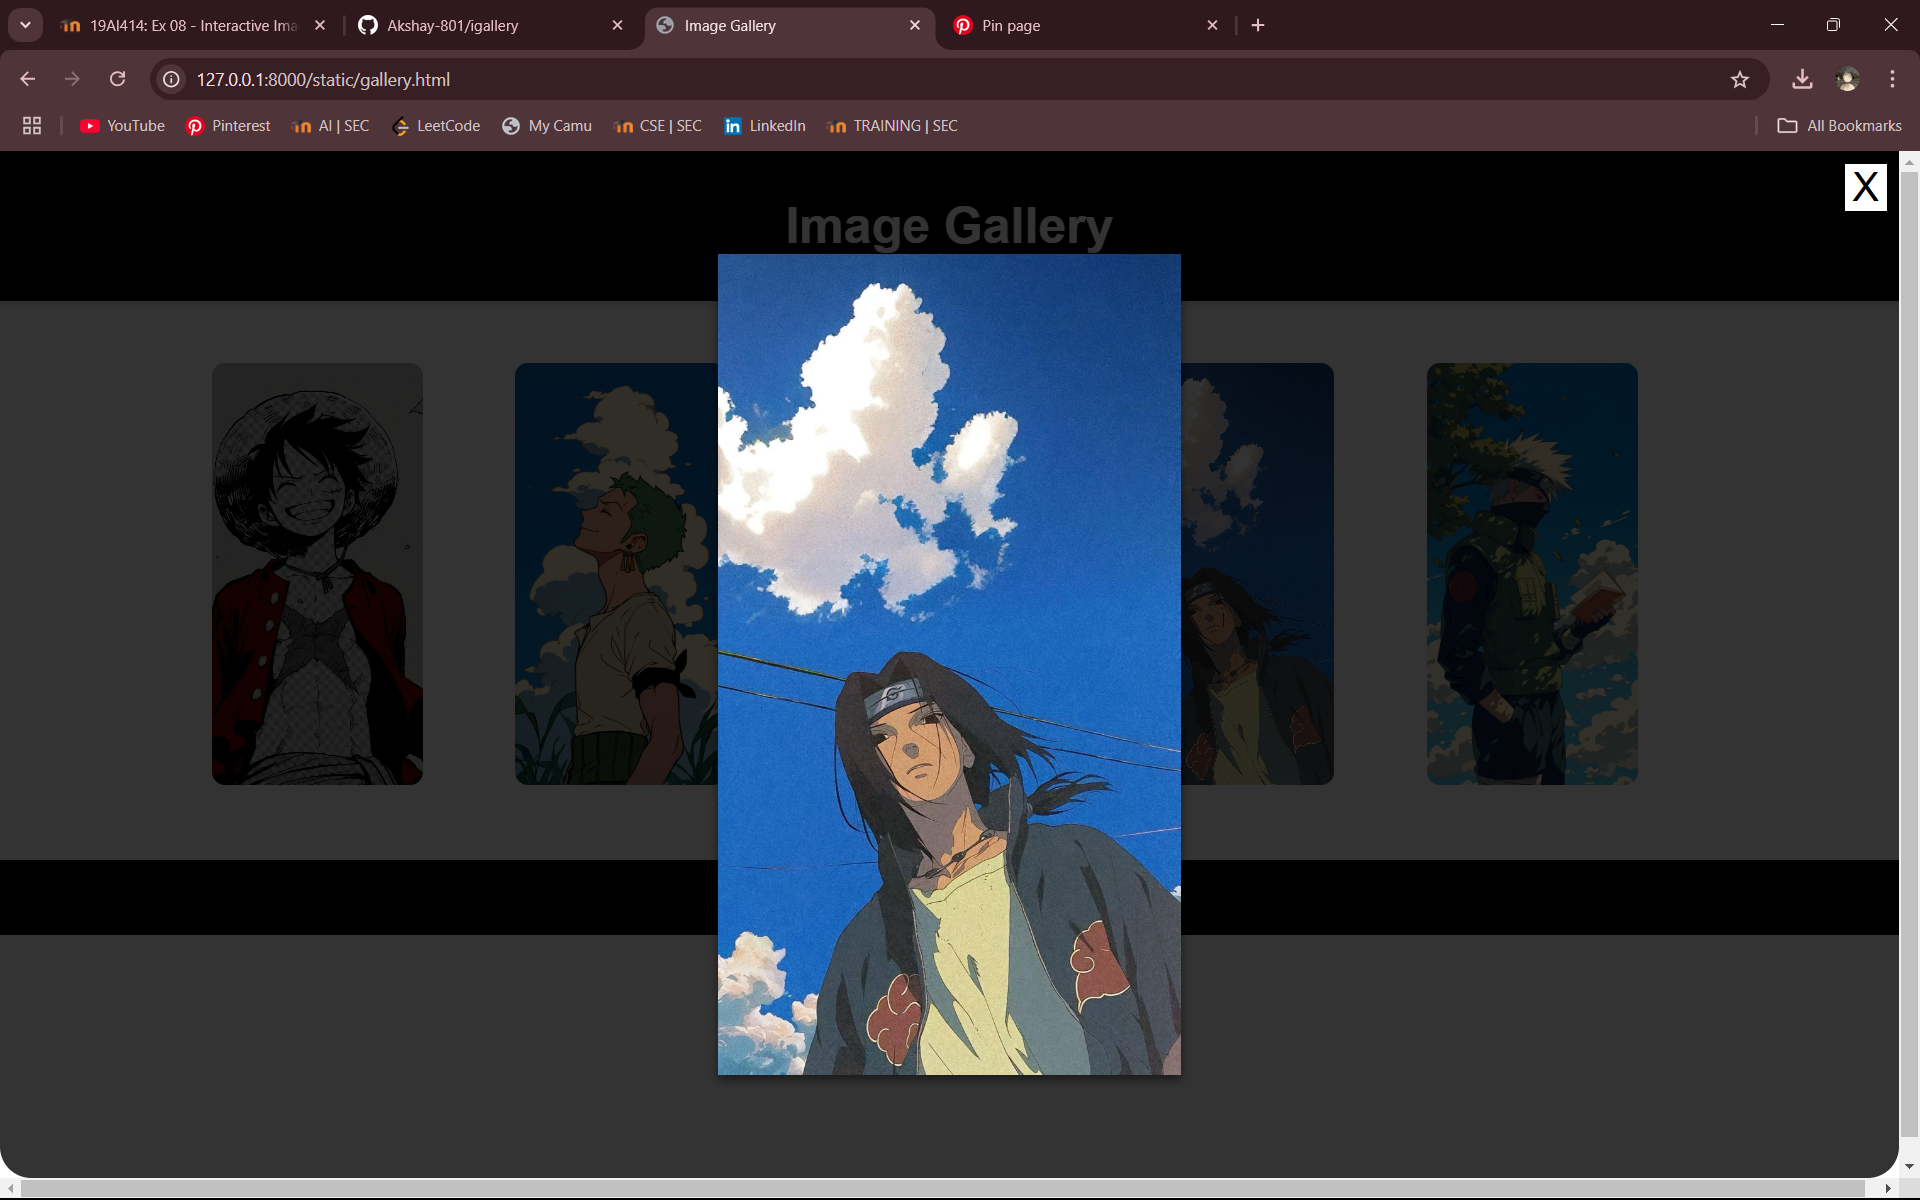 19AI414: Ex 08 - Interactive Ima
Akshay-801/igallery
Image Gallery
Pin page
127.0.0.1:8000/static/gallery.html
YouTube
Pinterest
AI | SEC
LeetCode
My Camu
CSE | SEC
LinkedIn
TRAINING | SEC
All Bookmarks
X
Image Gallery